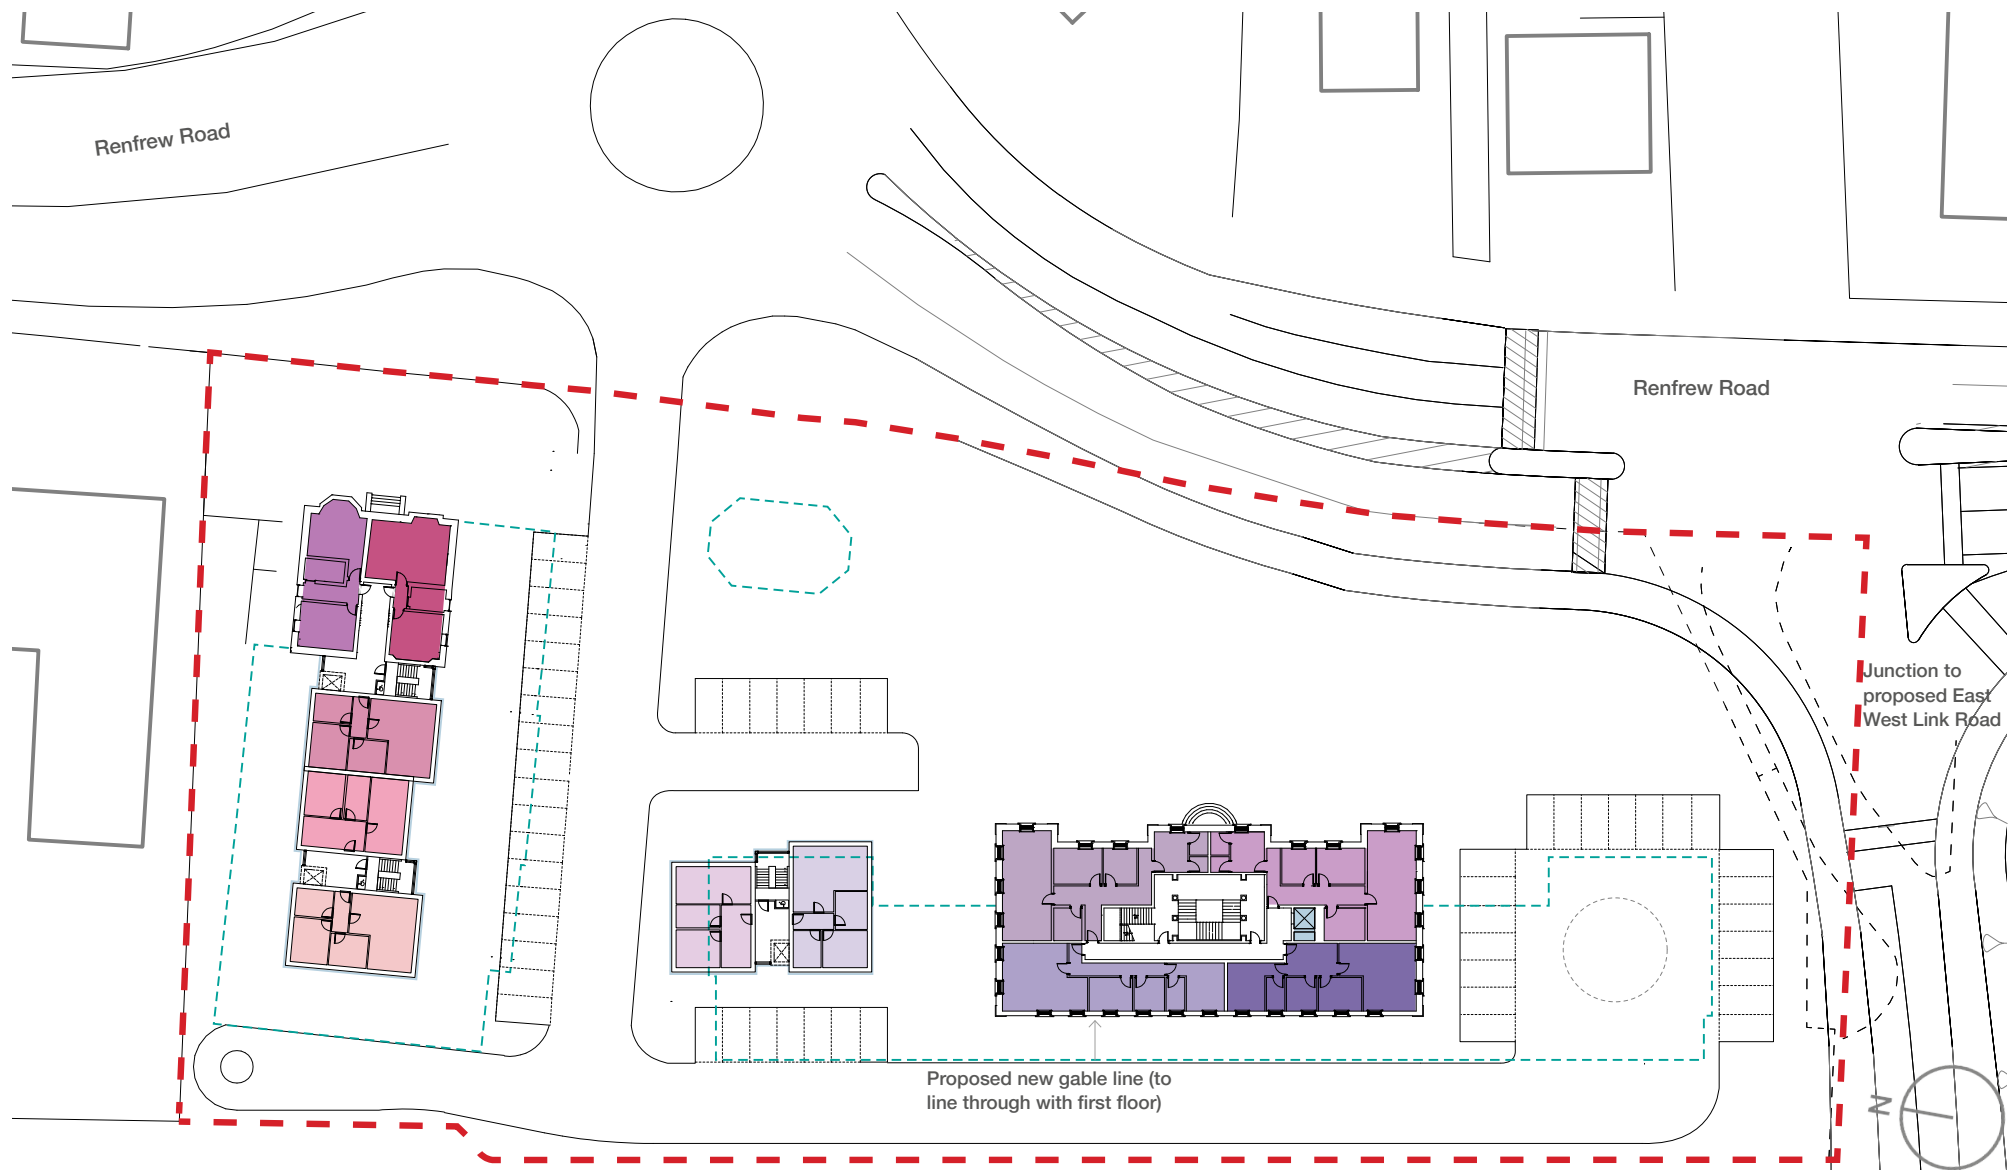 Renfrew Road
Renfrew Road
Junction to
proposed East
West Link Road
Proposed new gable line (to
line through with first floor)
N